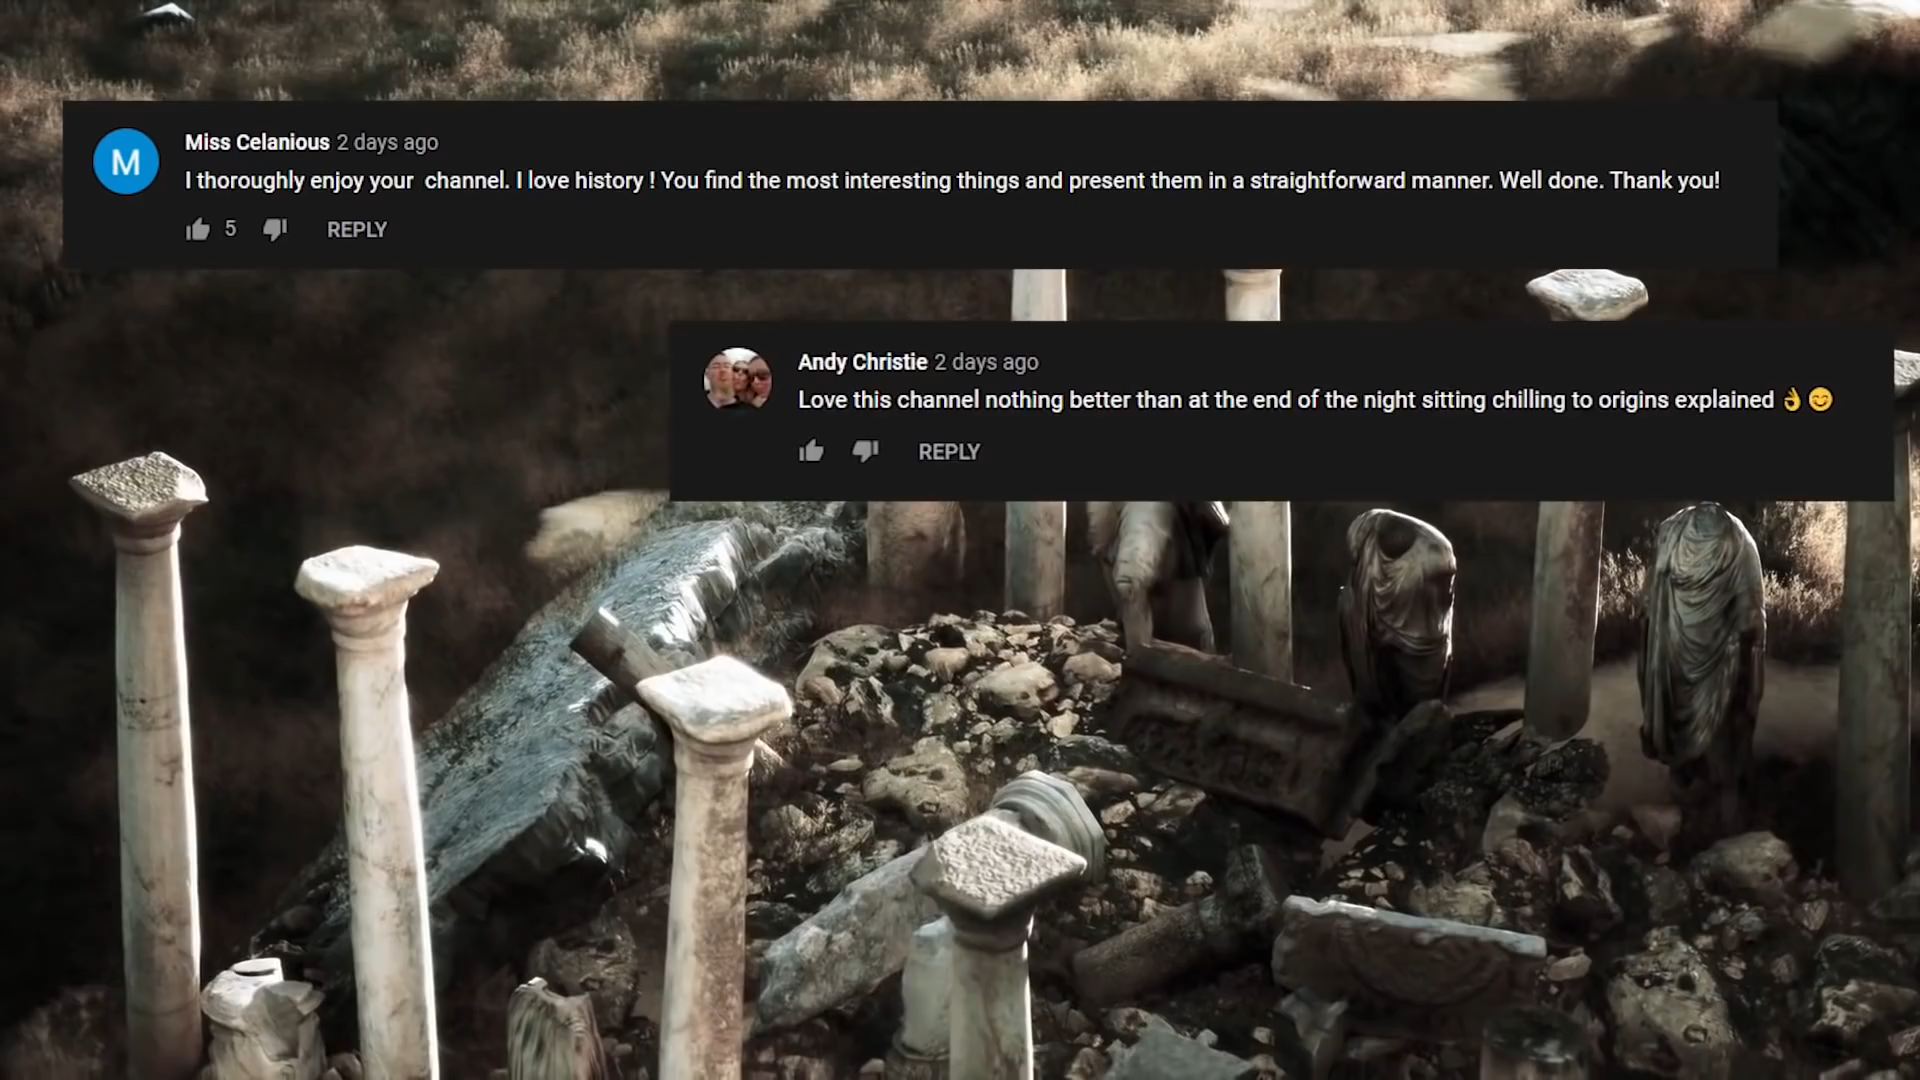 M
Miss Celanious 2 days ago
I thoroughly enjoy your  channel. I love history ! You find the most interesting things and present them in a straightforward manner. Well done. Thank you!
5 REPLY
Andy Christie 2 days ago
Love this channel nothing better than at the end of the night sitting chilling to origins explained 👌😊
REPLY